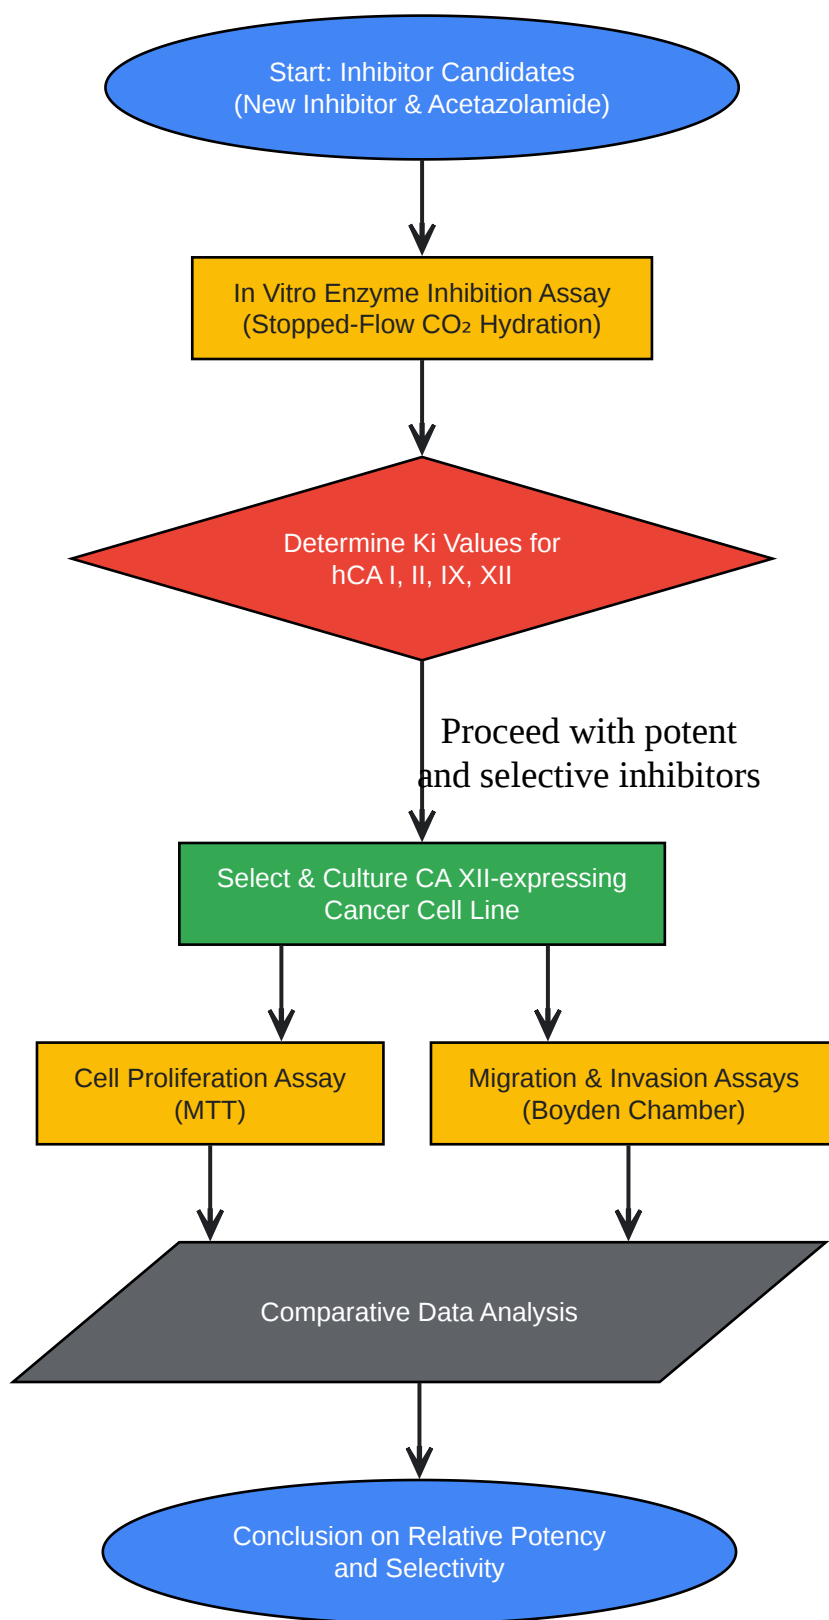 Start: Inhibitor Candidates
(New Inhibitor & Acetazolamide)
In Vitro Enzyme Inhibition Assay
(Stopped-Flow CO₂ Hydration)
Determine Ki Values for
hCA I, II, IX, XII
Proceed with potent
and selective inhibitors
Select & Culture CA XII-expressing
Cancer Cell Line
Cell Proliferation Assay
(MTT)
Migration & Invasion Assays
(Boyden Chamber)
Comparative Data Analysis
Conclusion on Relative Potency
and Selectivity